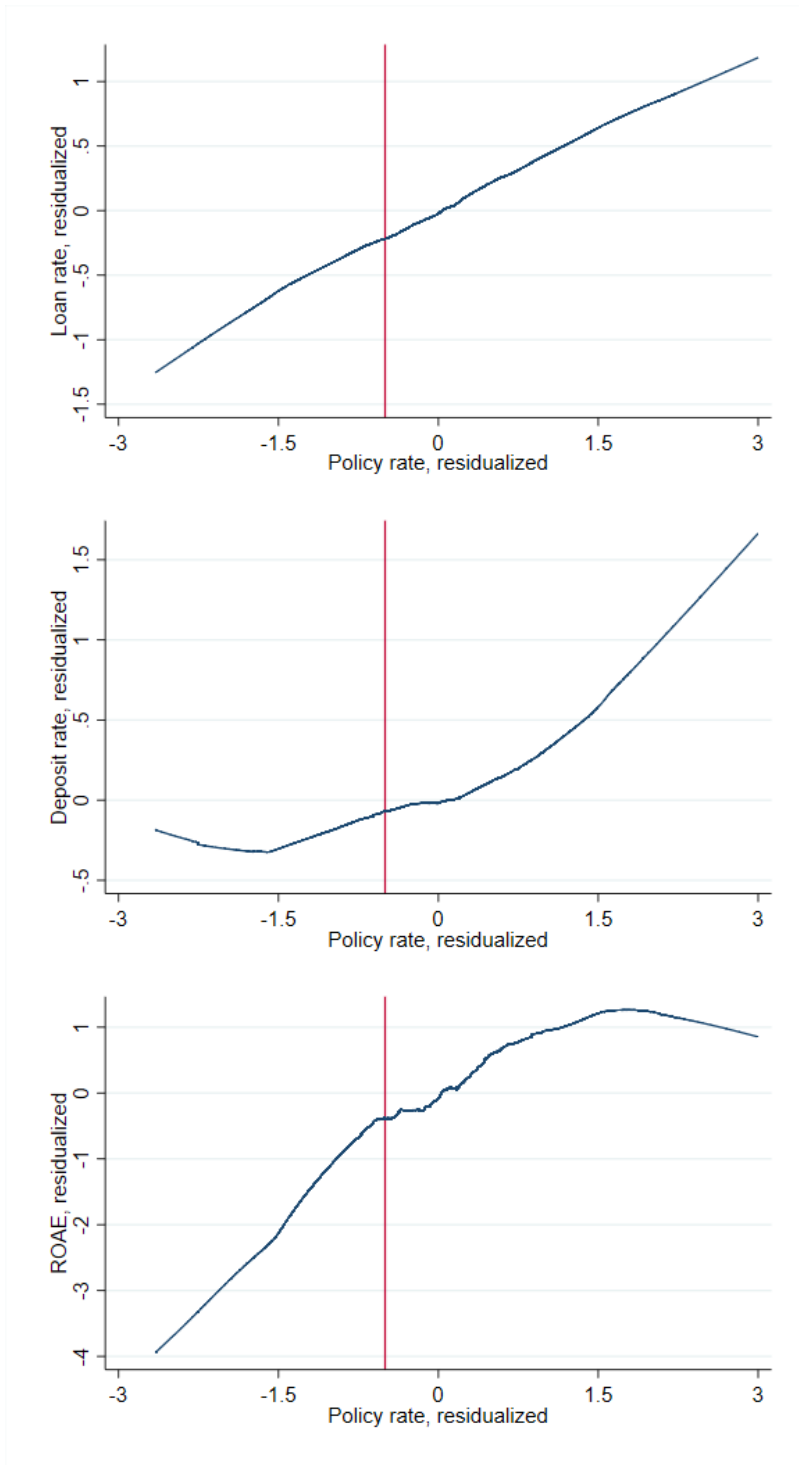 Loan rate, residualized
1
.5
0
-.5
-1
-1.5
-3 -1.5 0 1.5 3
Policy rate, residualized
Deposit rate, residualized
1.5
1
.5
0
-.5
-3 -1.5 0 1.5 3
Policy rate, residualized
ROAE, residualized
1
0
-1
-2
-3
-4
-3 -1.5 0 1.5 3
Policy rate, residualized